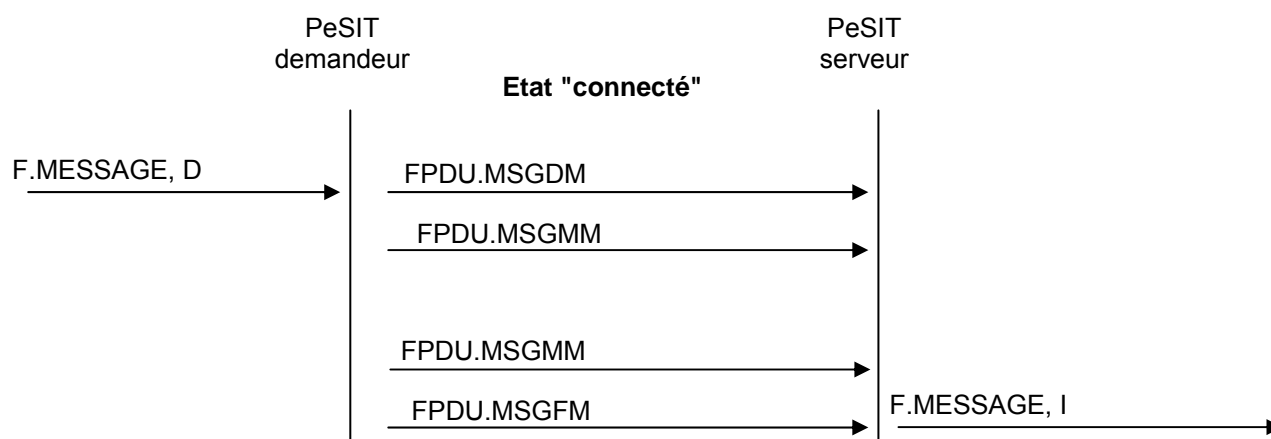 PeSIT
demandeur
PeSIT
serveur
Etat "connecté"
F.MESSAGE, D
FPDU.MSGDM
FPDU.MSGMM
FPDU.MSGMM
FPDU.MSGFM
F.MESSAGE, I